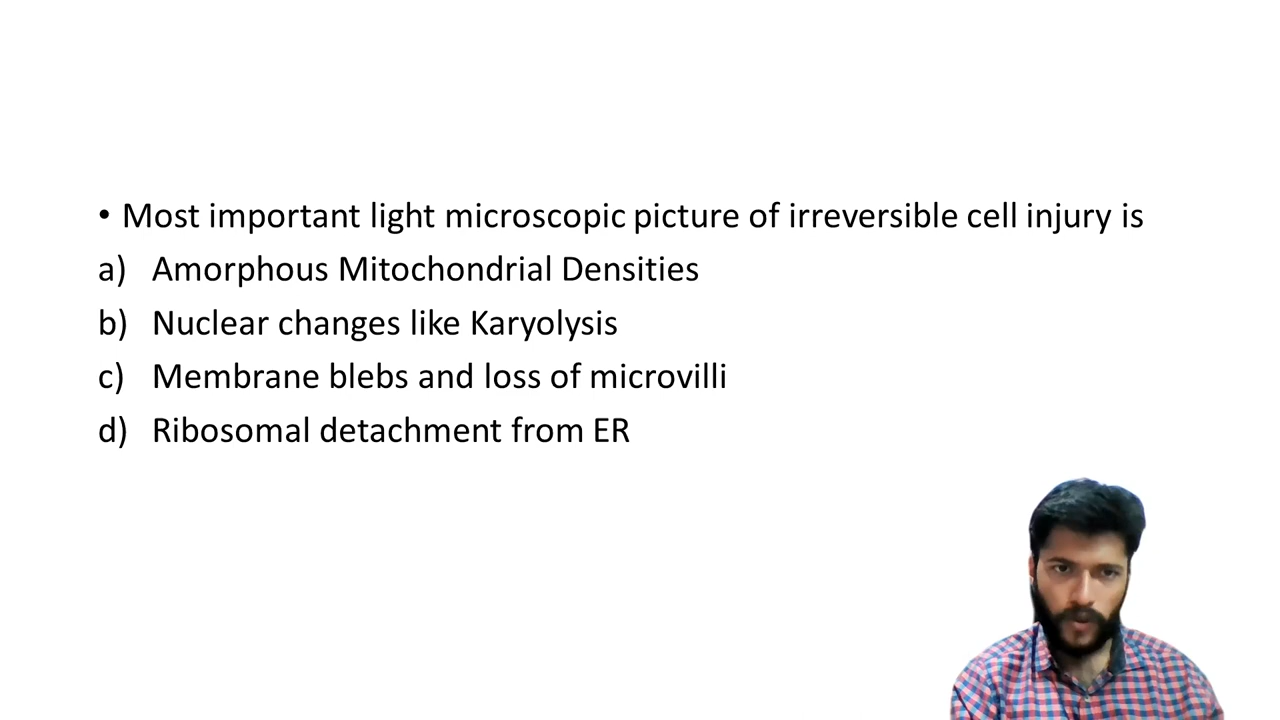 • Most important light microscopic picture of irreversible cell injury is
a) Amorphous Mitochondrial Densities
b) Nuclear changes like Karyolysis
c) Membrane blebs and loss of microvilli
d) Ribosomal detachment from ER